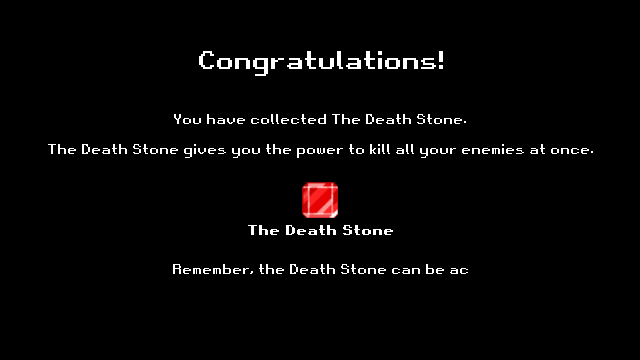 Congratulations!
You have collected The Death Stone.
The Death Stone gives you the power to kill all your enemies at once.
The Death Stone
Remember, the Death Stone can be ac